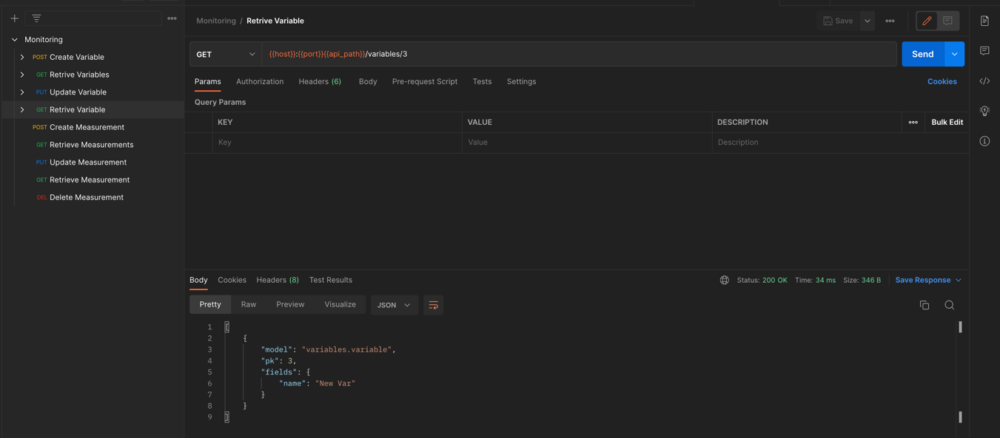 Monitoring / Retrive Variable
Save
Monitoring
POST Create Variable
GET Retrive Variables
PUT Update Variable
GET Retrive Variable
POST Create Measurement
GET Retrieve Measurements
PUT Update Measurement
GET Retrieve Measurement
DEL Delete Measurement
GET
{{host}}:{{port}}{{api_path}}/variables/3
Send
Params Authorization Headers (6) Body Pre-request Script Tests Settings Cookies
Query Params
KEY VALUE DESCRIPTION Bulk Edit
Key Value Description
Body Cookies Headers (8) Test Results Status: 200 OK Time: 34 ms Size: 346 B Save Response
Pretty Raw Preview Visualize JSON
1 [
2 {
3 "model": "variables.variable",
4 "pk": 3,
5 "fields": {
6 "name": "New Var"
7 }
8 }
9 ]